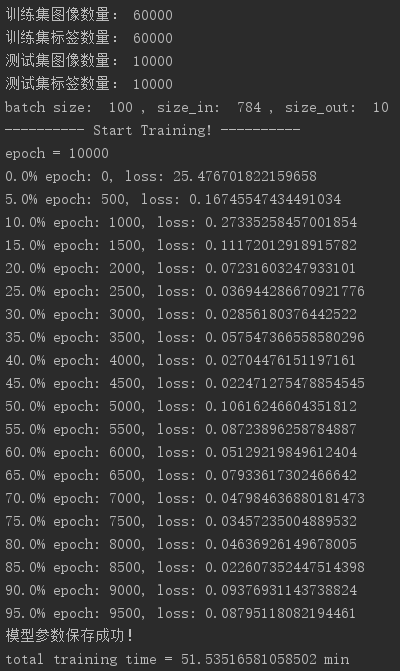 训练集图像数量: 60000
训练集标签数量: 60000
测试集图像数量: 10000
测试集标签数量: 10000
batch size:  100 , size_in:  784 , size_out:  10
---------- Start Training! ----------
epoch = 10000
0.0% epoch: 0, loss: 25.476701822159658
5.0% epoch: 500, loss: 0.16745547434491034
10.0% epoch: 1000, loss: 0.27335258457001854
15.0% epoch: 1500, loss: 0.11172012918915782
20.0% epoch: 2000, loss: 0.07231603247933101
25.0% epoch: 2500, loss: 0.036944286670921776
30.0% epoch: 3000, loss: 0.02856180376442522
35.0% epoch: 3500, loss: 0.057547366558580296
40.0% epoch: 4000, loss: 0.02704476151197161
45.0% epoch: 4500, loss: 0.022471275478854545
50.0% epoch: 5000, loss: 0.10616246604351812
55.0% epoch: 5500, loss: 0.08723896258784887
60.0% epoch: 6000, loss: 0.05129219849612404
65.0% epoch: 6500, loss: 0.07933617302466642
70.0% epoch: 7000, loss: 0.047984636880181473
75.0% epoch: 7500, loss: 0.03457235004889532
80.0% epoch: 8000, loss: 0.04636926149678005
85.0% epoch: 8500, loss: 0.022607352447514398
90.0% epoch: 9000, loss: 0.09376931143738824
95.0% epoch: 9500, loss: 0.08795118082194461
模型参数保存成功!
total training time = 51.53516581058502 min